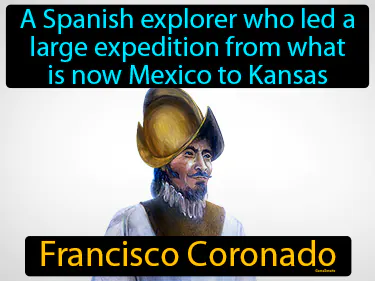 A Spanish explorer who led a
large expedition from what
is now Mexico to Kansas
Francisco Coronado